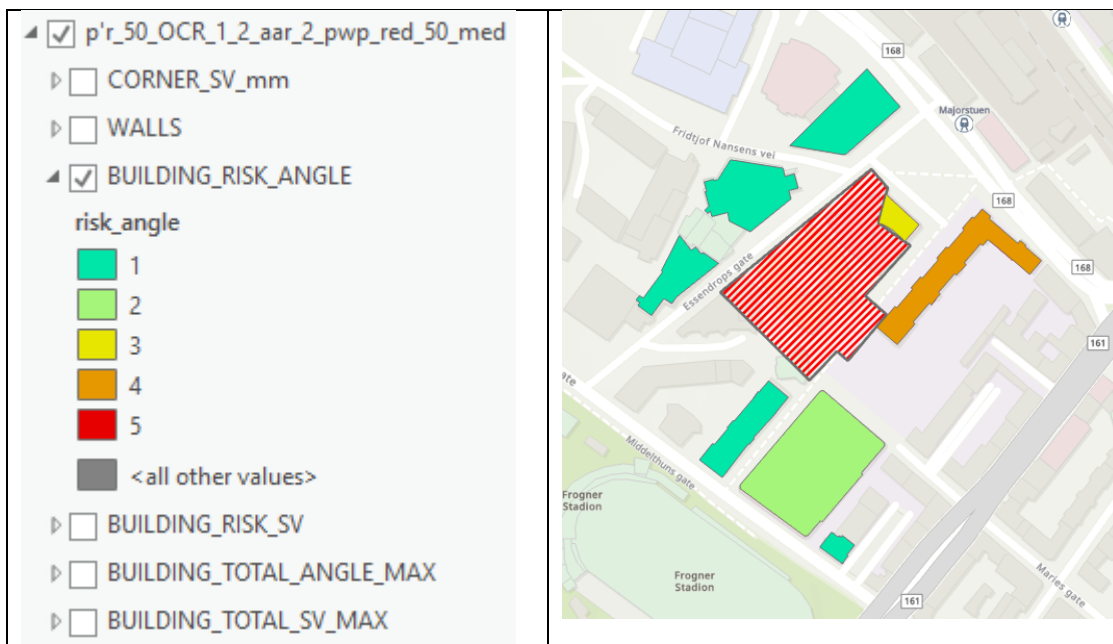 p'r_50_OCR_1_2_aar_2_pwp_red_50_med
CORNER_SV_mm
WALLS
BUILDING_RISK_ANGLE
risk_angle
1
2
3
4
5
<all other values>
BUILDING_RISK_SV
BUILDING_TOTAL_ANGLE_MAX
BUILDING_TOTAL_SV_MAX
168
Majorstuen
Fridtjof Nansens vei
168
Essendrops gate
168
161
gate
Middelthuns gate
Frogner
Stadion
Frogner
Stadion
Maries gate
161